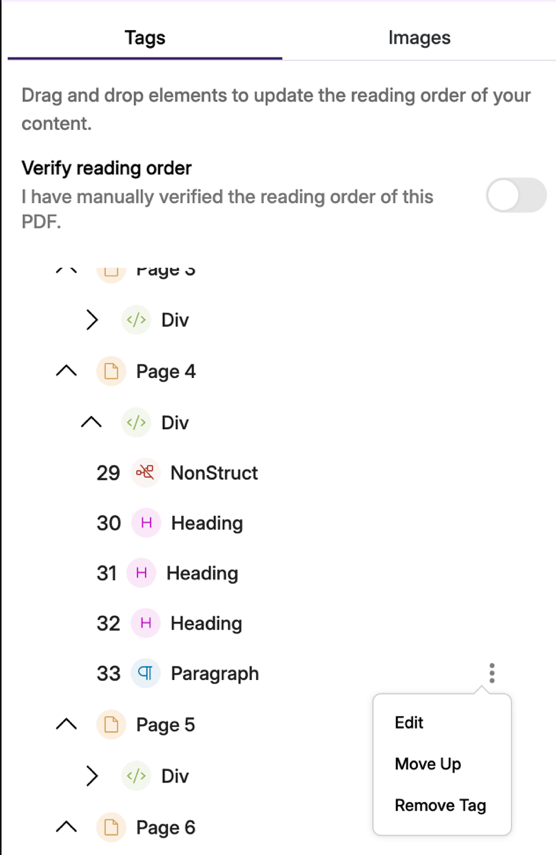 Tags
Images
Drag and drop elements to update the reading order of your
content.
Verify reading order
I have manually verified the reading order of this
PDF.
Page 3
</> Div
Page 4
</> Div
29 NonStruct
30 H Heading
31 H Heading
32 H Heading
33 ¶ Paragraph
Edit
Move Up
Remove Tag
Page 5
</> Div
Page 6